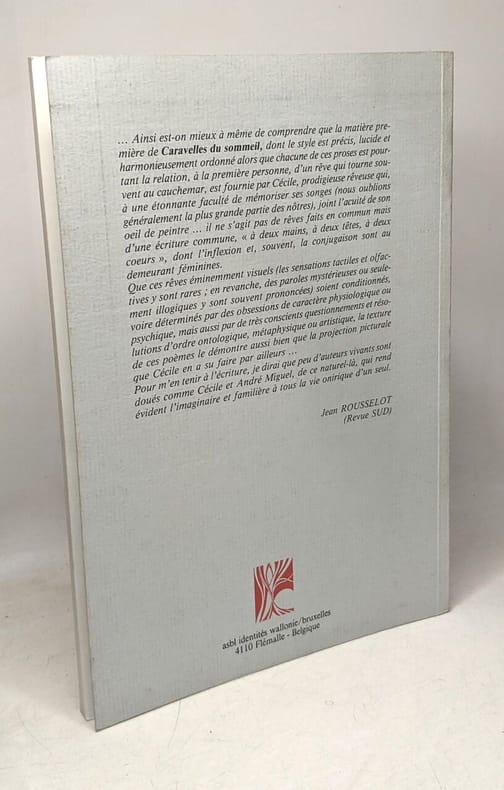 ... Ainsi est-on mieux à même de comprendre que la matière pre-
mière de Caravelles du sommeil, dont le style est précis, lucide et
harmonieusement ordonné alors que chacune de ces proses est pour-
tant la relation, à la première personne, d'un rêve qui tourne sou-
vent au cauchemar, est fournie par Cécile, prodigieuse rêveuse qui,
à une étonnante faculté de mémoriser ses songes (nous oublions
généralement la plus grande partie des nôtres), joint l'acuité de son
oeil de peintre ... il ne s'agit pas de rêves faits en commun mais
d'une écriture commune, « à deux mains, à deux têtes, à deux
coeurs », dont l'inflexion et, souvent, la conjugaison sont au
demeurant féminines.
Que ces rêves éminemment visuels (les sensations tactiles et olfac-
tives y sont rares ; en revanche, des paroles mystérieuses ou seule-
ment illogiques y sont souvent prononcées) soient conditionnés,
voire déterminés par des obsessions de caractère physiologique ou
psychique, mais aussi par de très conscients questionnements et réso-
lutions d'ordre ontologique, métaphysique ou artistique, la texture
de ces poèmes le démontre aussi bien que la projection picturale
que Cécile en a su faire par ailleurs ...
Pour m'en tenir à l'écriture, je dirai que peu d'auteurs vivants sont
doués comme Cécile et André Miguel, de ce naturel-là, qui rend
évident l'imaginaire et familière à tous la vie onirique d'un seul.
Jean ROUSSELOT
(Revue SUD)
asbl identités wallonie/bruxelles
4110 Flémalle - Belgique